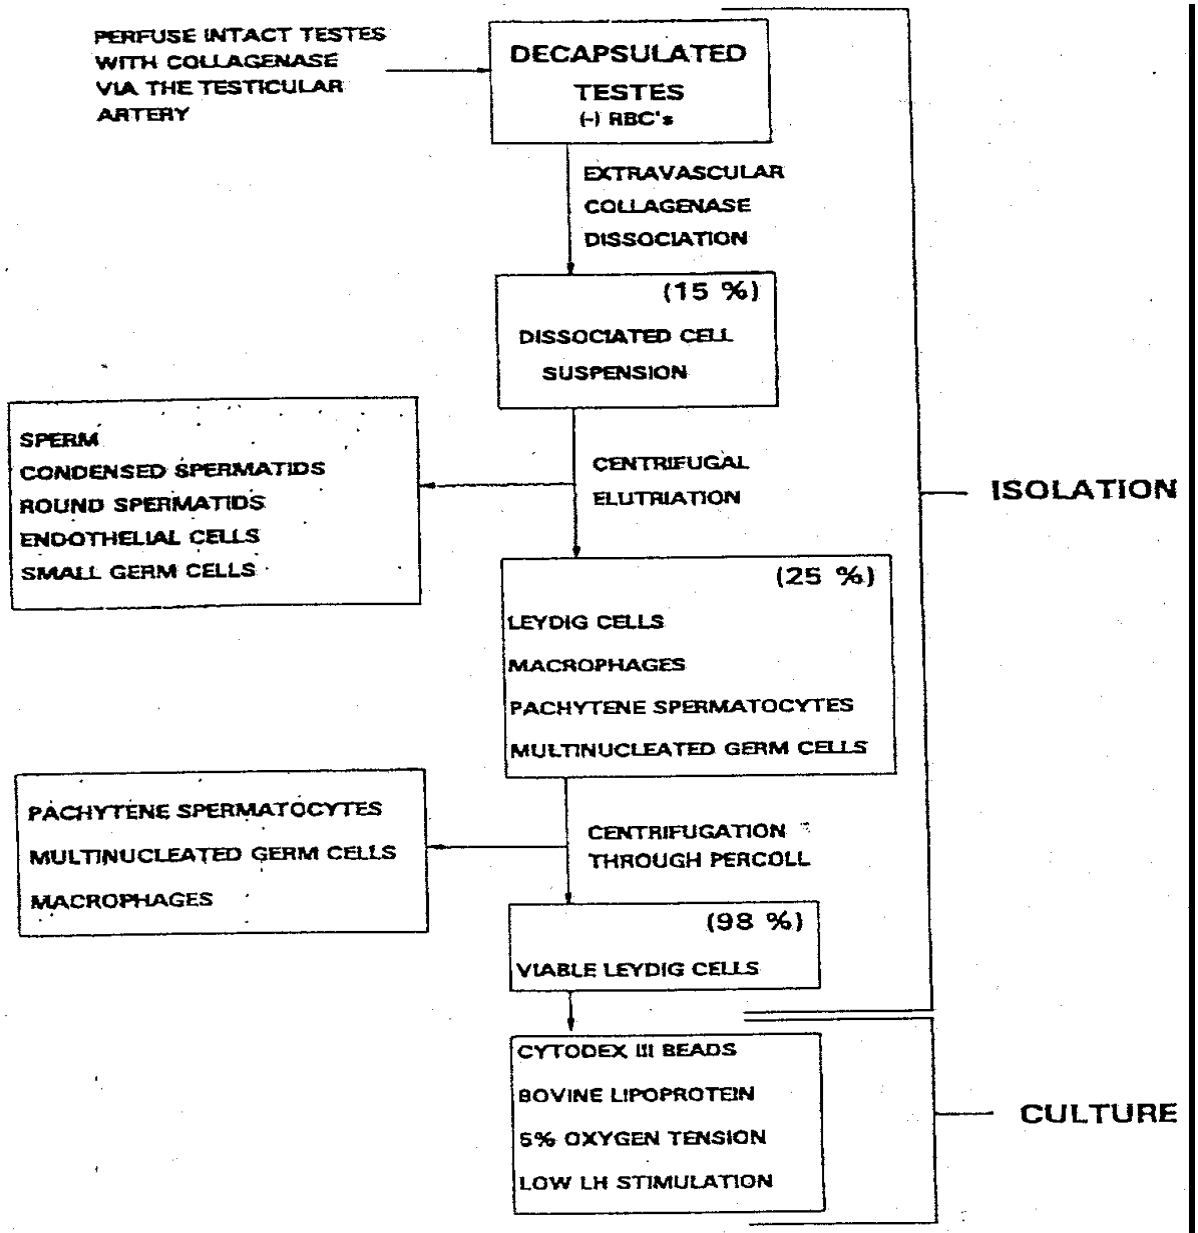 PERFUSE INTACT TESTES
WITH COLLAGENASE
VIA THE TESTICULAR
ARTERY
DECAPSULATED
TESTES
(-) RBC's
EXTRAVASCULAR
COLLAGENASE
DISSOCIATION
(15 %)
DISSOCIATED CELL
SUSPENSION
SPERM
CONDENSED SPERMATIDS
ROUND SPERMATIDS
ENDOTHELIAL CELLS
SMALL GERM CELLS
CENTRIFUGAL
ELUTRIATION
ISOLATION
(25 %)
LEYDIG CELLS
MACROPHAGES
PACHYTENE SPERMATOCYTES
MULTINUCLEATED GERM CELLS
PACHYTENE SPERMATOCYTES
MULTINUCLEATED GERM CELLS
MACROPHAGES
CENTRIFUGATION
THROUGH PERCOLL
(98 %)
VIABLE LEYDIG CELLS
CYTODEX III BEADS
BOVINE LIPOPROTEIN
5% OXYGEN TENSION
LOW LH STIMULATION
CULTURE